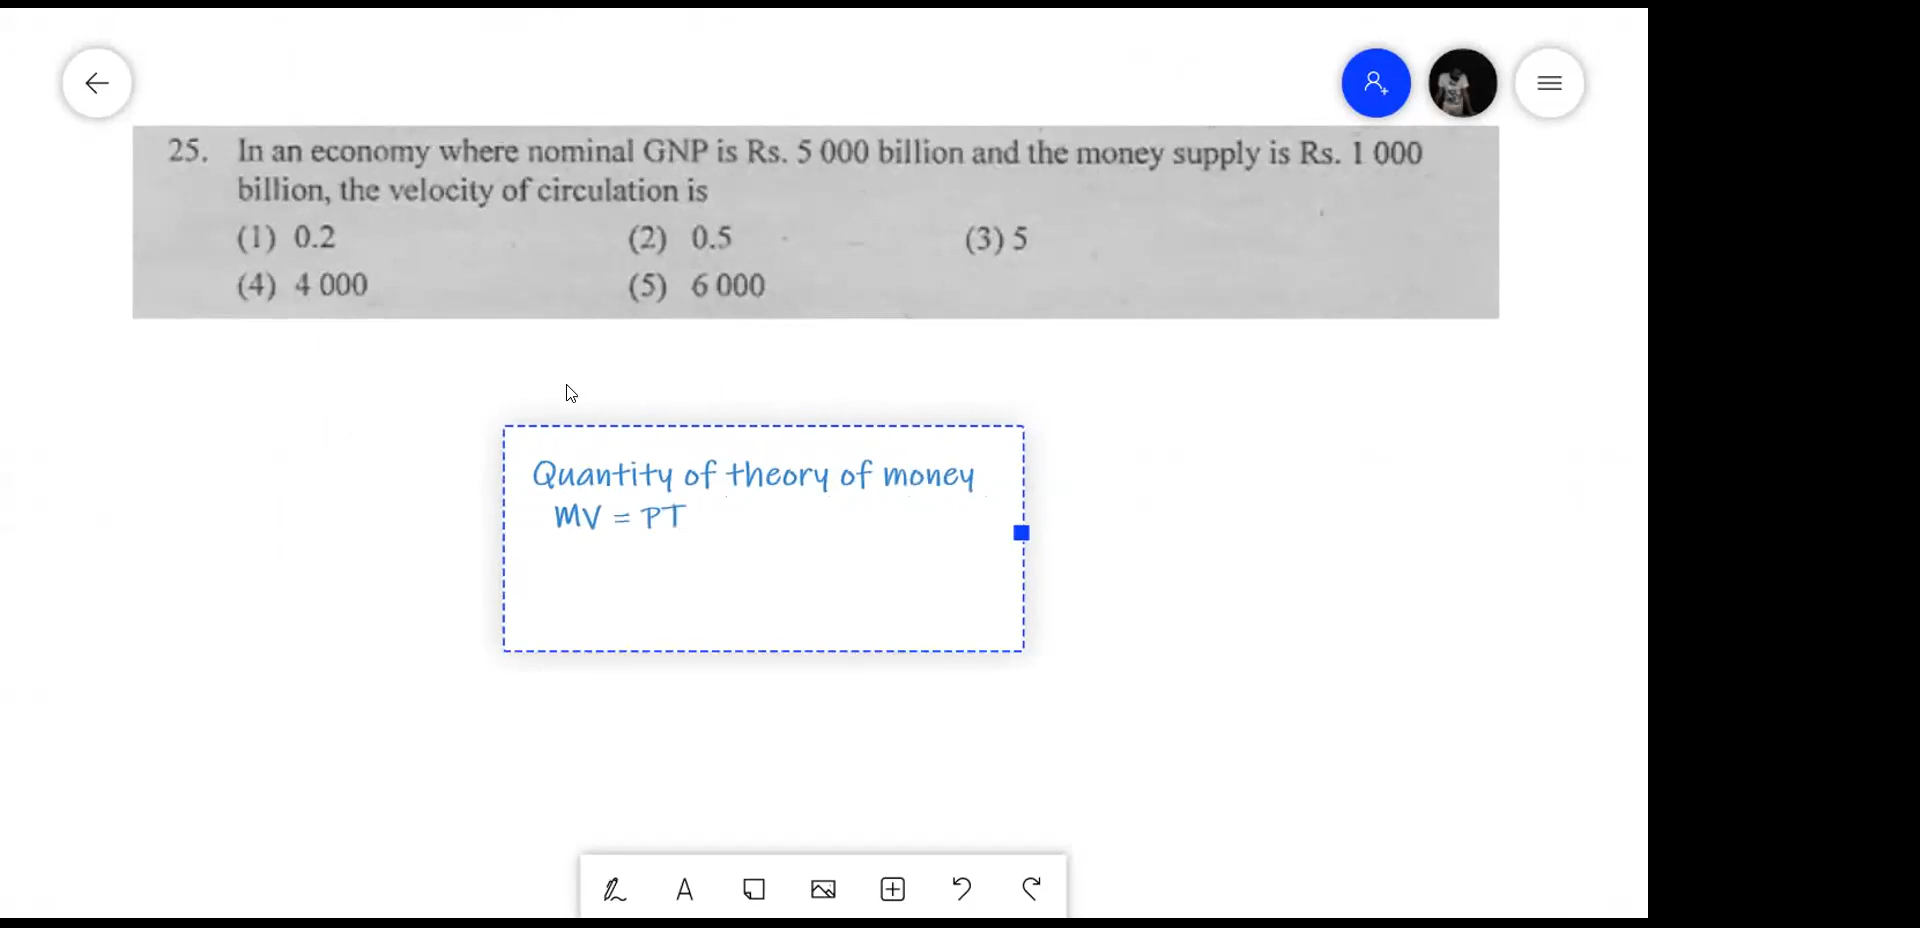 25. In an economy where nominal GNP is Rs. 5 000 billion and the money supply is Rs. 1 000
billion, the velocity of circulation is
(1) 0.2 (2) 0.5 (3) 5
(4) 4 000 (5) 6 000
Quantity of theory of money
MV = PT